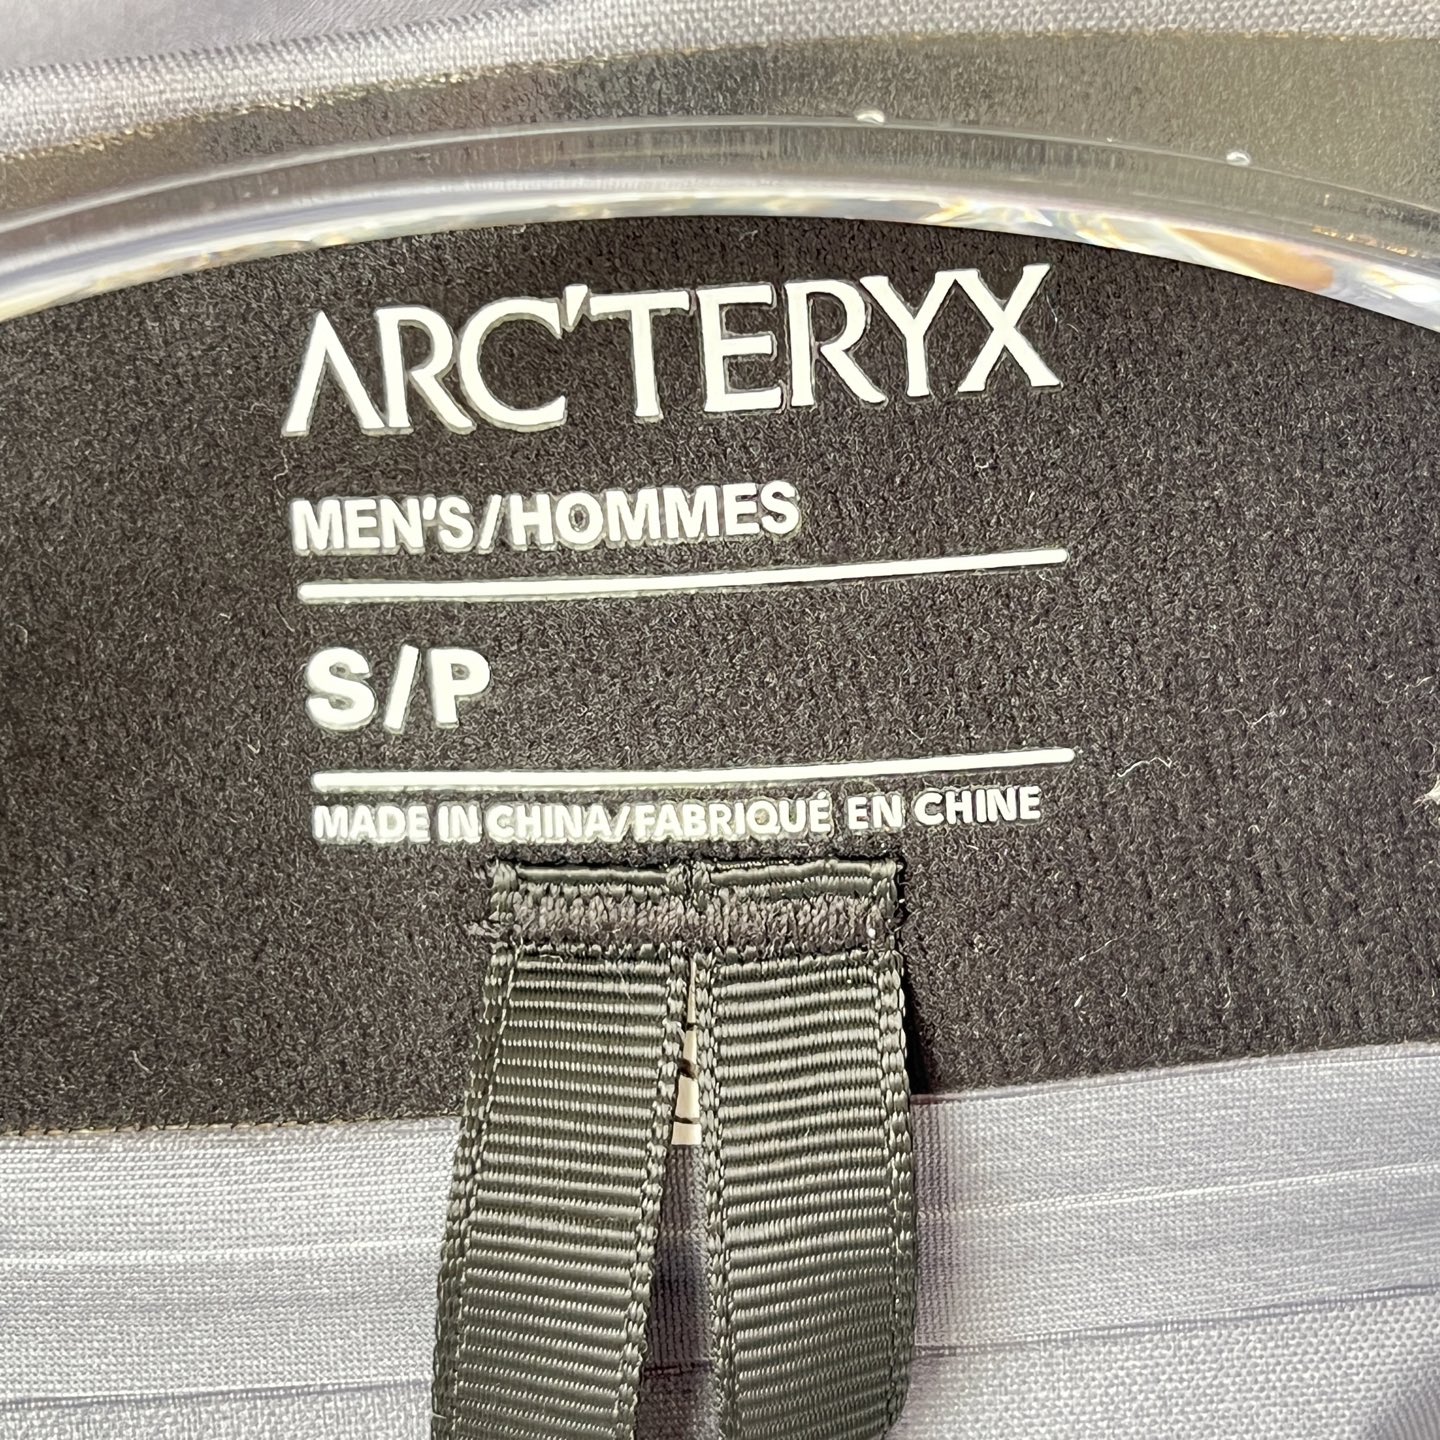 ARC'TERYX
MEN'S/HOMMES
S/P
MADE IN CHINA/FABRIQUÉ EN CHINE